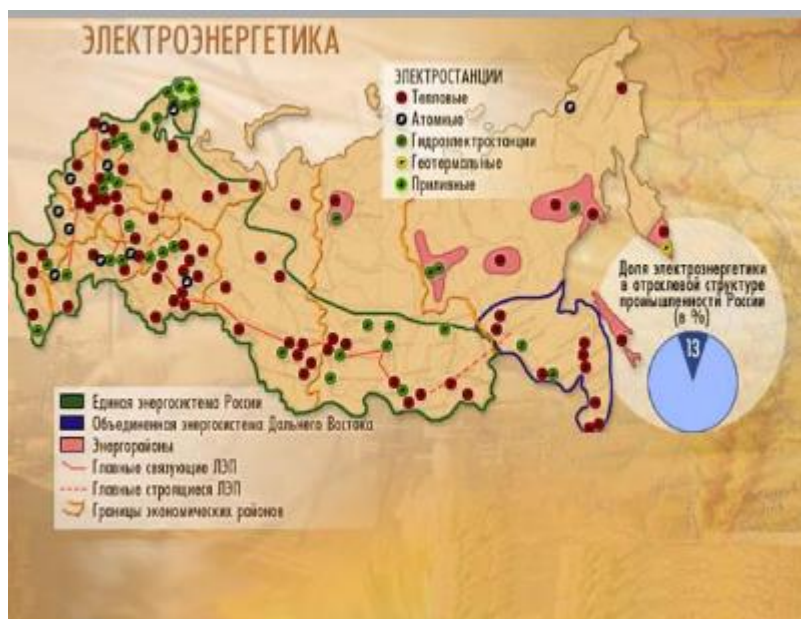 ЭЛЕКТРОЭНЕРГЕТИКА
ЭЛЕКТРОСТАНЦИИ
Тепловые
Атомные
Гидроэлектростанции
Геотермальные
Приливные
Доля электроэнергетики
в отраслевой структуре
промышленности России
(в %)
13
Единая энергосистема России
Объединенная энергосистема Дальнего Востока
Энергорайоны
Главные связующие ЛЭП
Главные строящиеся ЛЭП
Границы экономических районов